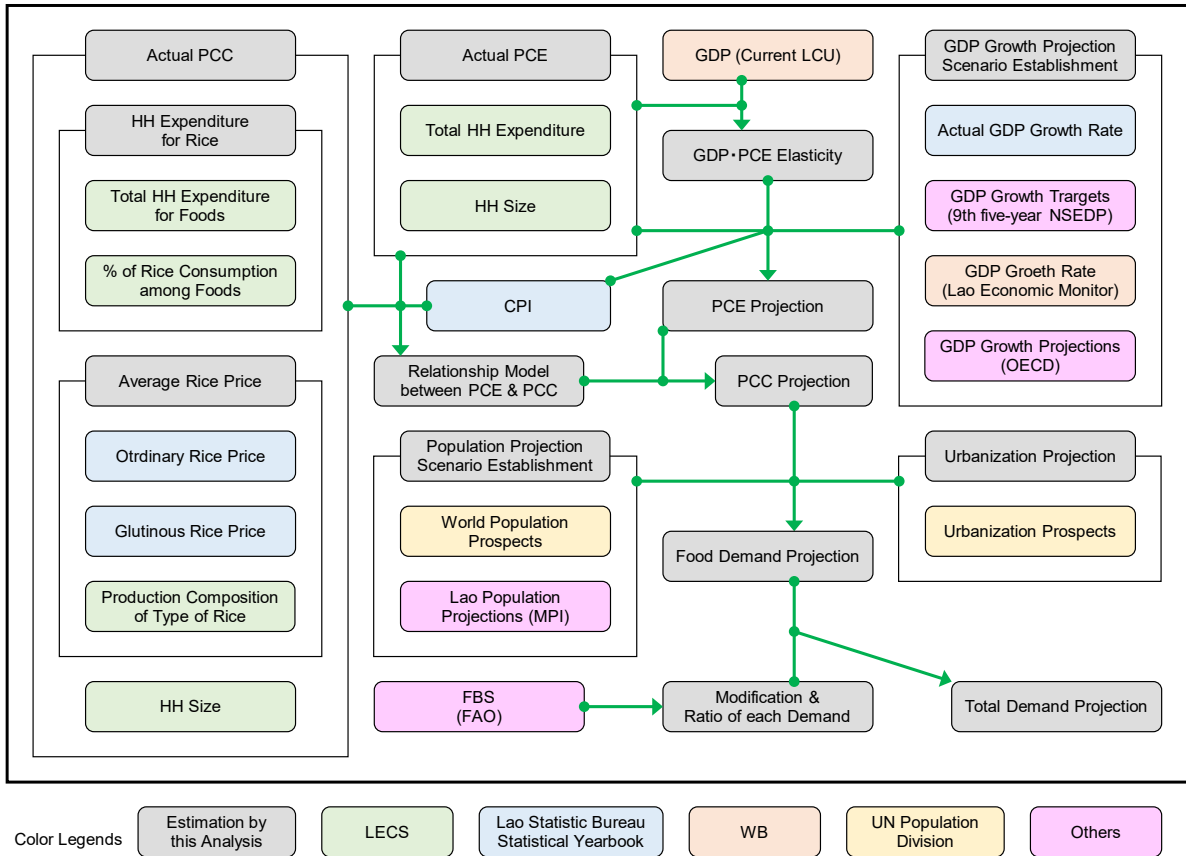 Actual PCC
HH Expenditure
for Rice
Total HH Expenditure
for Foods
% of Rice Consumption
among Foods
Average Rice Price
Otrdinary Rice Price
Glutinous Rice Price
Production Composition
of Type of Rice
HH Size
Actual PCE
Total HH Expenditure
HH Size
CPI
Relationship Model
between PCE & PCC
Population Projection
Scenario Establishment
World Population
Prospects
Lao Population
Projections (MPI)
FBS
(FAO)
GDP (Current LCU)
GDP・PCE Elasticity
PCE Projection
PCC Projection
Food Demand Projection
Modification &
Ratio of each Demand
GDP Growth Projection
Scenario Establishment
Actual GDP Growth Rate
GDP Growth Trargets
(9th five-year NSEDP)
GDP Groeth Rate
(Lao Economic Monitor)
GDP Growth Projections
(OECD)
Urbanization Projection
Urbanization Prospects
Total Demand Projection
Color Legends
Estimation by
this Analysis
LECS
Lao Statistic Bureau
Statistical Yearbook
WB
UN Population
Division
Others